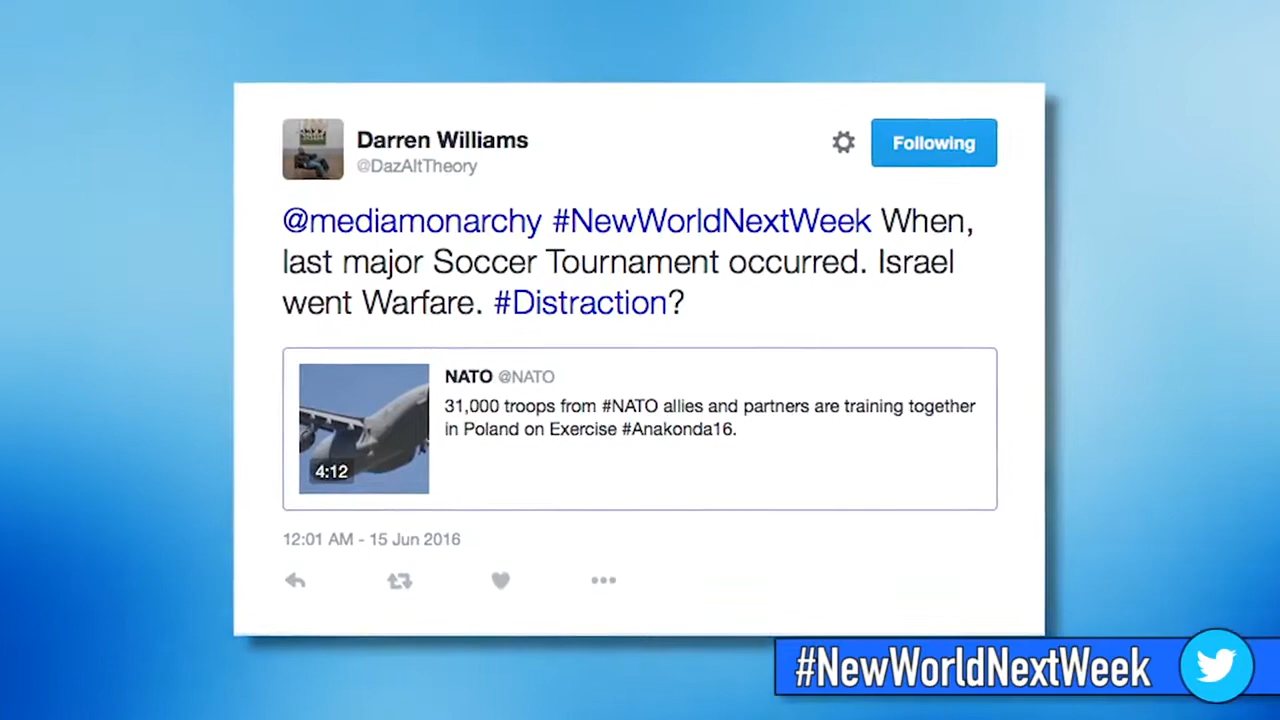 Darren Williams
@DazAltTheory
Following
@mediamonarchy #NewWorldNextWeek When,
last major Soccer Tournament occurred. Israel
went Warfare. #Distraction?
NATO @NATO
31,000 troops from #NATO allies and partners are training together
in Poland on Exercise #Anakonda16.
4:12
12:01 AM - 15 Jun 2016
#NewWorldNextWeek